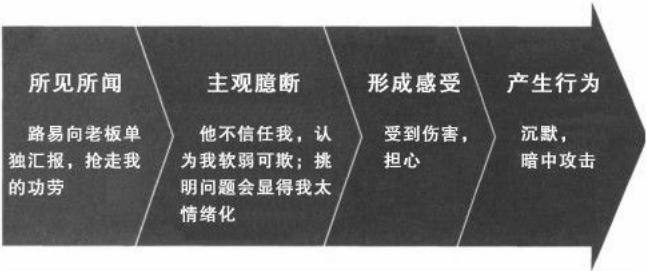 所见所闻
路易向老板单
独汇报，抢走我
的功劳
主观臆断
他不信任我，认
为我软弱可欺；挑
明问题会显得我太
情绪化
形成感受
受到伤害，
担心
产生行为
沉默，
暗中攻击